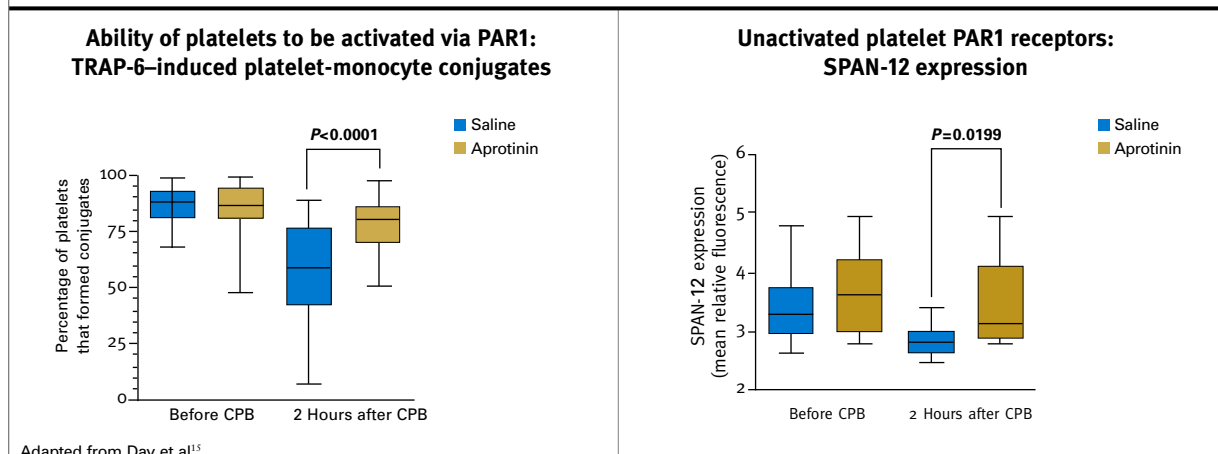 Ability of platelets to be activated via PAR1:
TRAP-6–induced platelet-monocyte conjugates
Saline
Aprotinin
P<0.0001
Percentage of platelets
that formed conjugates
100
75
50
25
0
Before CPB
2 Hours after CPB
Adapted from Day et al15
Unactivated platelet PAR1 receptors:
SPAN-12 expression
Saline
Aprotinin
P=0.0199
SPAN-12 expression
(mean relative fluorescence)
6
5
4
3
2
Before CPB
2 Hours after CPB